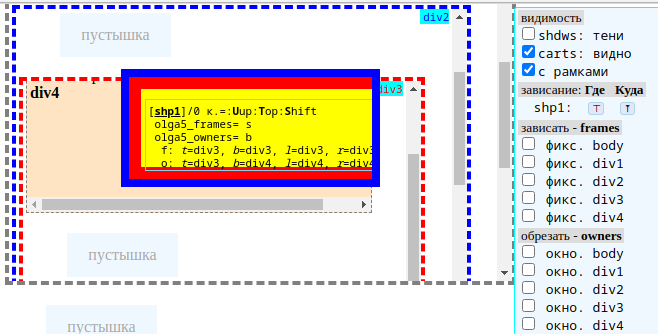 div2
пустышка
div3
div4
[shp1]/0 к.=:Uup:Top:Shift
olga5_frames= s
olga5_owners= b
f: t=div3, b=div3, l=div3, r=div3
o: t=div3, b=div4, l=div4, r=div4
пустышка
пустышка
видимость
shdws: тени
carts: видно
с рамками
зависание: Где Куда
shp1: ⊤ ↑
зависать - frames
фикс. body
фикс. div1
фикс. div2
фикс. div3
фикс. div4
обрезать - owners
окно. body
окно. div1
окно. div2
окно. div3
окно. div4